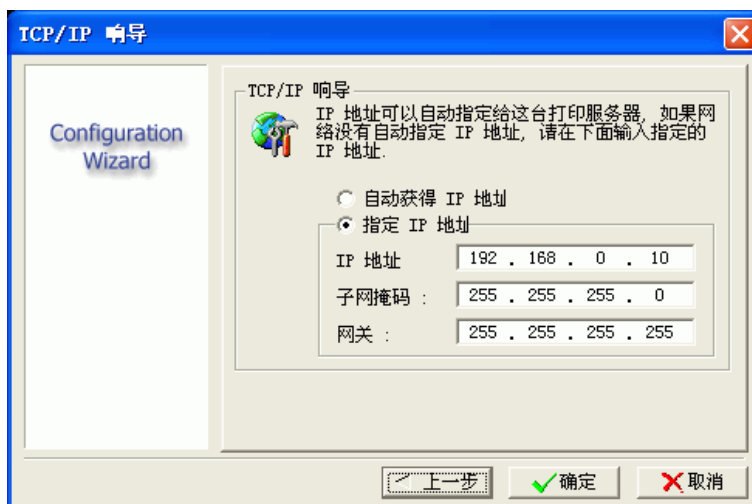 TCP/IP 响导
Configuration
Wizard
TCP/IP 响导
IP 地址可以自动指定给这台打印服务器, 如果网
络没有自动指定 IP 地址, 请在下面输入指定的
IP 地址.
自动获得 IP 地址
指定 IP 地址
IP 地址 192 . 168 . 0 . 10
子网掩码 : 255 . 255 . 255 . 0
网关 : 255 . 255 . 255 . 255
< 上一步 确定 取消